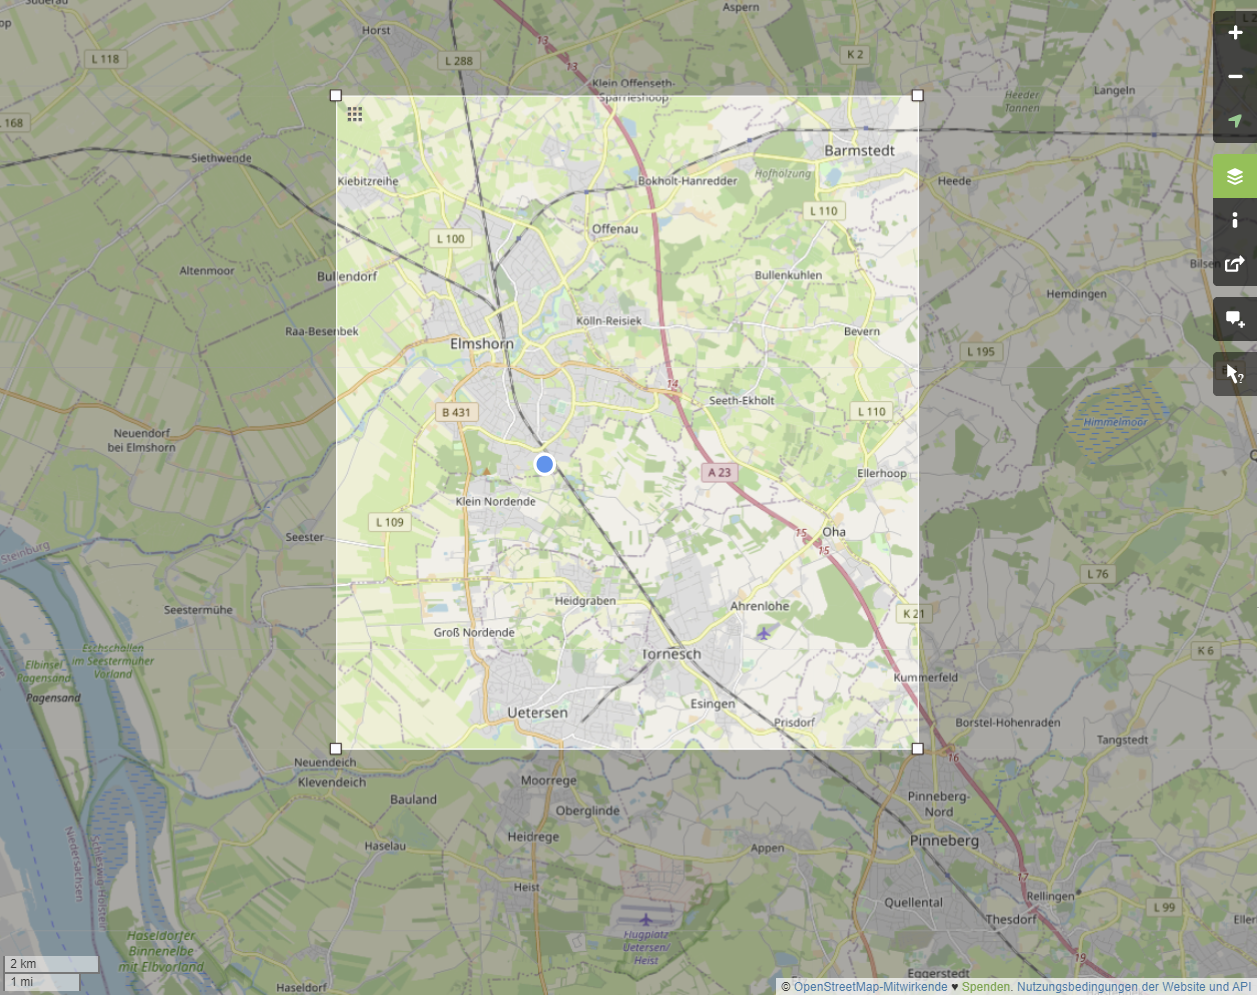 Aspern
Horst
13
L 118
L 288
K 2
13
Klein Offenseth-
Sparrieshoop
Langeln
Heeder
Tannen
168
Siethwende
Barmstedt
Kiebitzreihe
Bokholt-Hanredder
Hofholzung
Heede
L 110
Offenau
L 100
Altenmoor
Bullendorf
Bullenkuhlen
Bilsen
Hemdingen
Raa-Besenbek
Kölln-Reisiek
Bevern
Elmshorn
L 195
14
Seeth-Ekholt
B 431
L 110
Himmelmoor
Neuendorf
bei Elmshorn
A 23
Ellerhoop
Klein Nordende
L 109
Seester
15
Oha
15
Steinburg
L 76
Seestermühe
Heidgraben
Ahrenlohe
K 21
Groß Nordende
Eschschallen
im Seestermüher
Vorland
Tornesch
K 6
Elbinsel
Pagensand
Pagensand
Kummerfeld
Uetersen
Esingen
Prisdorf
Borstel-Hohenraden
Tangstedt
16
Neuendeich
Klevendeich
Moorrege
Bauland
Oberglinde
Pinneberg-
Nord
Heidrege
Pinneberg
Haselau
Appen
Niedersachsen
Schleswig-Holstein
Heist
17
Rellingen
Quellental
L 99
Thesdorf
Haseldorfer
Binnenelbe
mit Elbvorland
Flugplatz
Uetersen/
Heist
19
2 km
1 mi
Eggerstedt
Haseldorf
© OpenStreetMap-Mitwirkende ♥ Spenden. Nutzungsbedingungen der Website und API